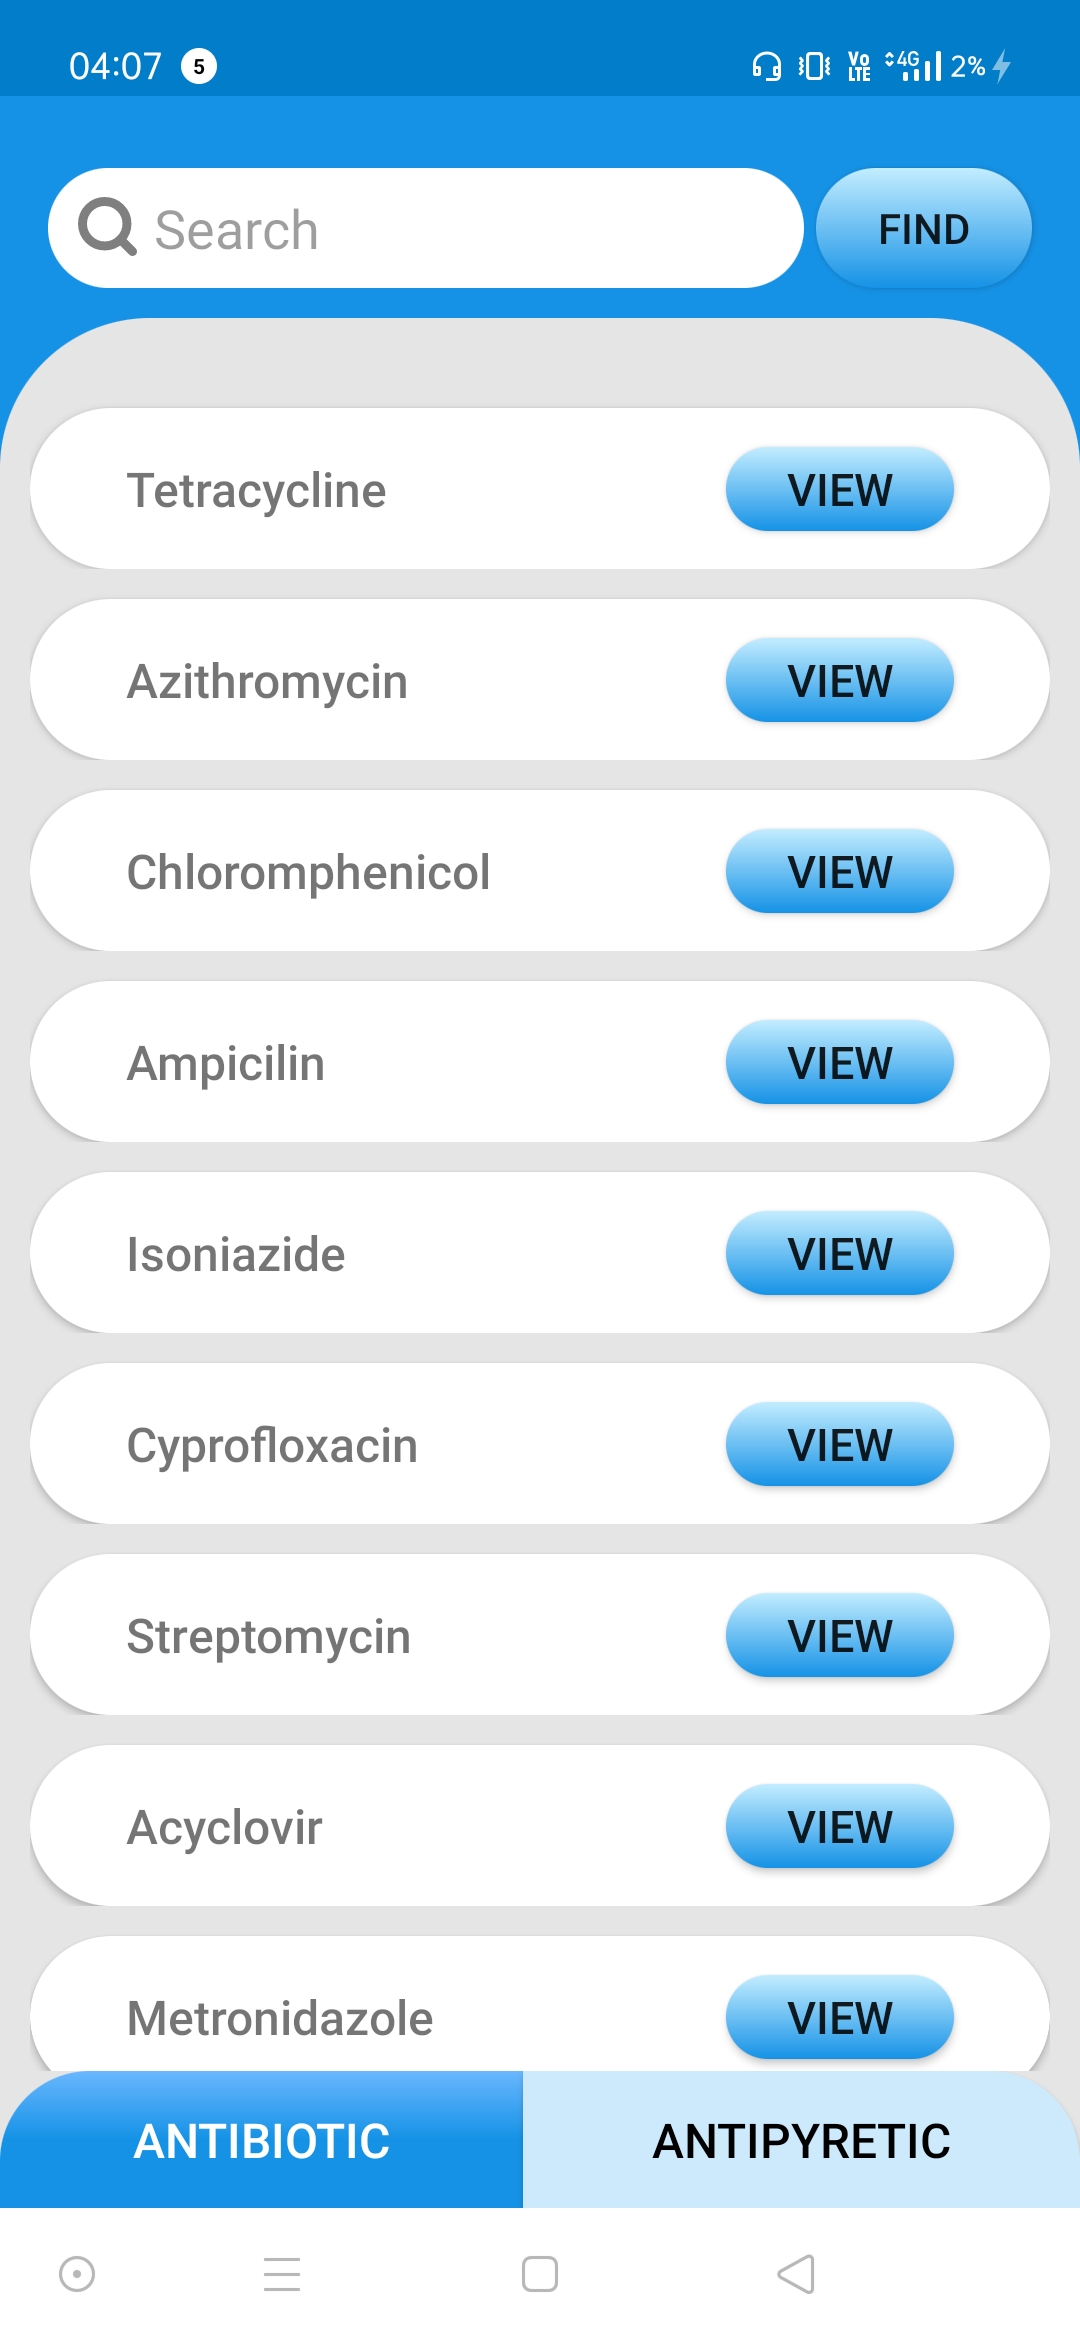 04:07 5 Vo LTE 4G 2%
Search FIND
Tetracycline VIEW
Azithromycin VIEW
Chloromphenicol VIEW
Ampicilin VIEW
Isoniazide VIEW
Cyprofloxacin VIEW
Streptomycin VIEW
Acyclovir VIEW
Metronidazole VIEW
ANTIBIOTIC ANTIPYRETIC